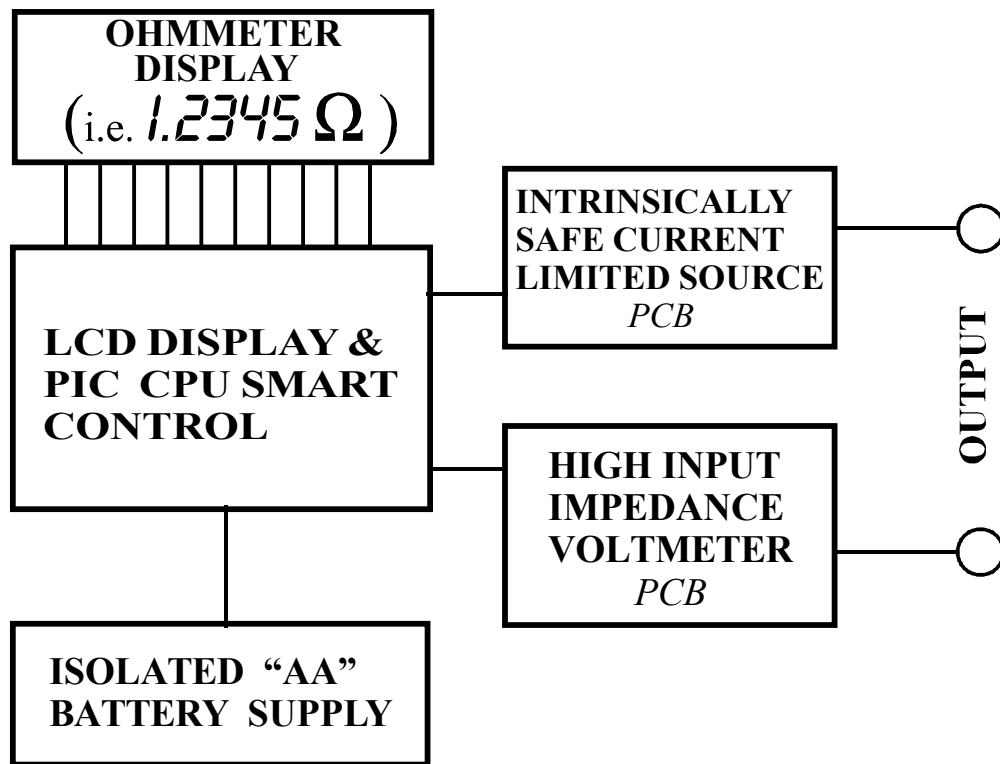 OHMMETER
DISPLAY
(i.e. 1.2345 Ω )
INTRINSICALLY
SAFE CURRENT
LIMITED SOURCE
PCB
LCD DISPLAY &
PIC CPU SMART
CONTROL
HIGH INPUT
IMPEDANCE
VOLTMETER
PCB
OUTPUT
ISOLATED “AA”
BATTERY SUPPLY